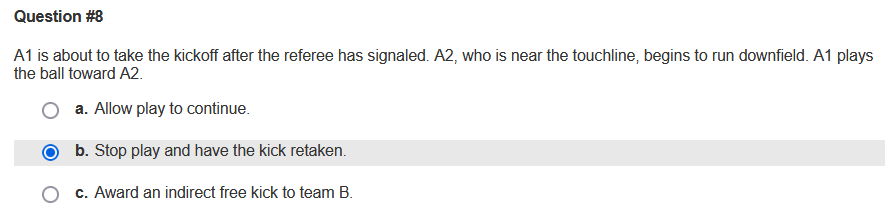 Question #8
A1 is about to take the kickoff after the referee has signaled. A2, who is near the touchline, begins to run downfield. A1 plays
the ball toward A2.
a. Allow play to continue.
b. Stop play and have the kick retaken.
c. Award an indirect free kick to team B.